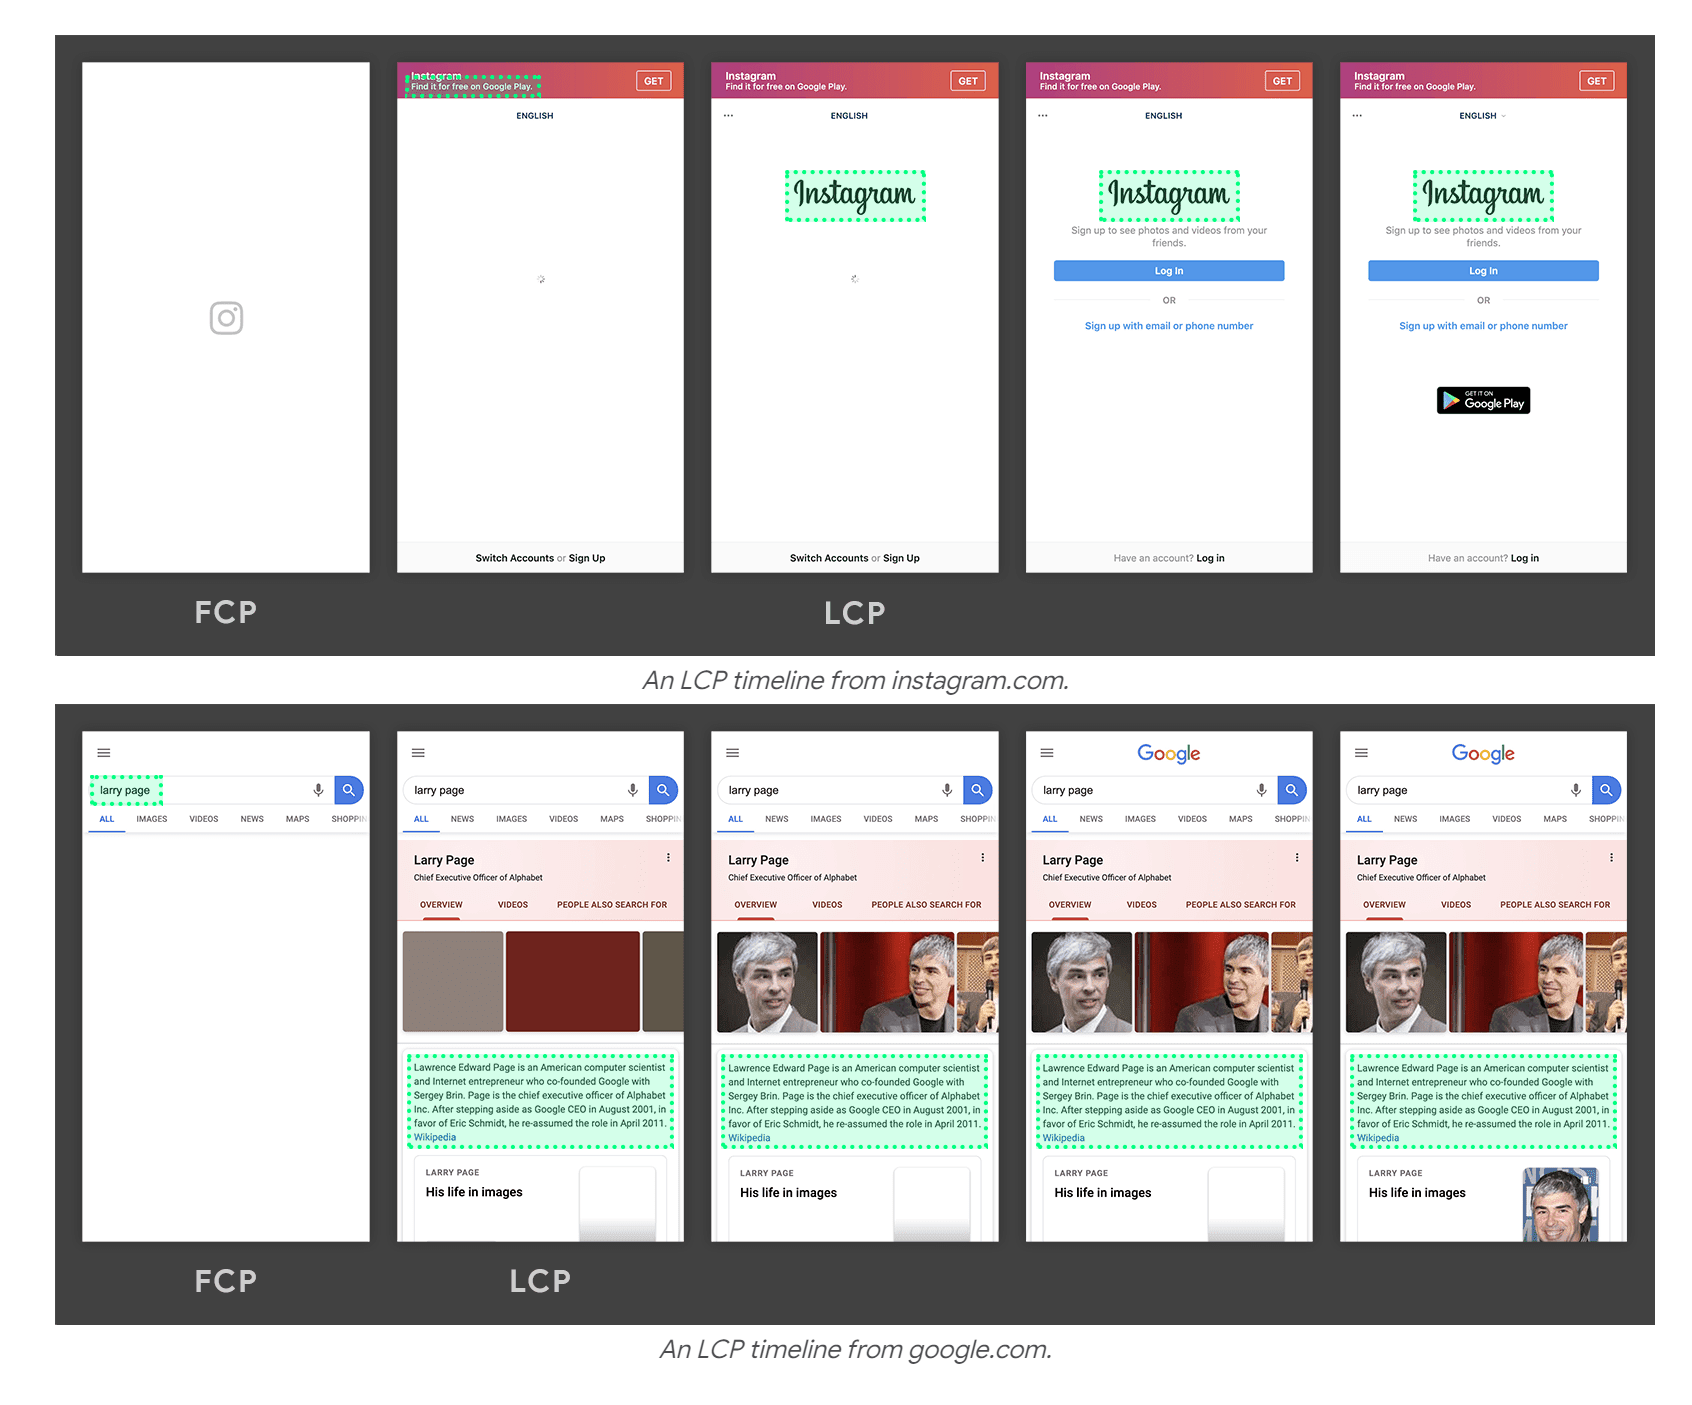 Instagram
Find it for free on Google Play.
GET
ENGLISH
Switch Accounts or Sign Up
Instagram
Find it for free on Google Play.
GET
ENGLISH
Instagram
Switch Accounts or Sign Up
Instagram
Find it for free on Google Play.
GET
ENGLISH
Instagram
Sign up to see photos and videos from your
friends.
Log In
OR
Sign up with email or phone number
Have an account? Log in
Instagram
Find it for free on Google Play.
GET
ENGLISH
Instagram
Sign up to see photos and videos from your
friends.
Log In
OR
Sign up with email or phone number
GET IT ON
Google Play
Have an account? Log in
FCP
LCP
An LCP timeline from instagram.com.
larry page
ALL IMAGES VIDEOS NEWS MAPS SHOPPIN
larry page
ALL NEWS IMAGES VIDEOS MAPS SHOPPIN
Larry Page
Chief Executive Officer of Alphabet
OVERVIEW VIDEOS PEOPLE ALSO SEARCH FOR
Lawrence Edward Page is an American computer scientist
and Internet entrepreneur who co-founded Google with
Sergey Brin. Page is the chief executive officer of Alphabet
Inc. After stepping aside as Google CEO in August 2001, in
favor of Eric Schmidt, he re-assumed the role in April 2011.
Wikipedia
LARRY PAGE
His life in images
larry page
ALL NEWS IMAGES VIDEOS MAPS SHOPPIN
Larry Page
Chief Executive Officer of Alphabet
OVERVIEW VIDEOS PEOPLE ALSO SEARCH FOR
Lawrence Edward Page is an American computer scientist
and Internet entrepreneur who co-founded Google with
Sergey Brin. Page is the chief executive officer of Alphabet
Inc. After stepping aside as Google CEO in August 2001, in
favor of Eric Schmidt, he re-assumed the role in April 2011.
Wikipedia
LARRY PAGE
His life in images
Google
larry page
ALL NEWS IMAGES VIDEOS MAPS SHOPPIN
Larry Page
Chief Executive Officer of Alphabet
OVERVIEW VIDEOS PEOPLE ALSO SEARCH FOR
Lawrence Edward Page is an American computer scientist
and Internet entrepreneur who co-founded Google with
Sergey Brin. Page is the chief executive officer of Alphabet
Inc. After stepping aside as Google CEO in August 2001, in
favor of Eric Schmidt, he re-assumed the role in April 2011.
Wikipedia
LARRY PAGE
His life in images
Google
larry page
ALL NEWS IMAGES VIDEOS MAPS SHOPPIN
Larry Page
Chief Executive Officer of Alphabet
OVERVIEW VIDEOS PEOPLE ALSO SEARCH FOR
Lawrence Edward Page is an American computer scientist
and Internet entrepreneur who co-founded Google with
Sergey Brin. Page is the chief executive officer of Alphabet
Inc. After stepping aside as Google CEO in August 2001, in
favor of Eric Schmidt, he re-assumed the role in April 2011.
Wikipedia
LARRY PAGE
His life in images
FCP
LCP
An LCP timeline from google.com.